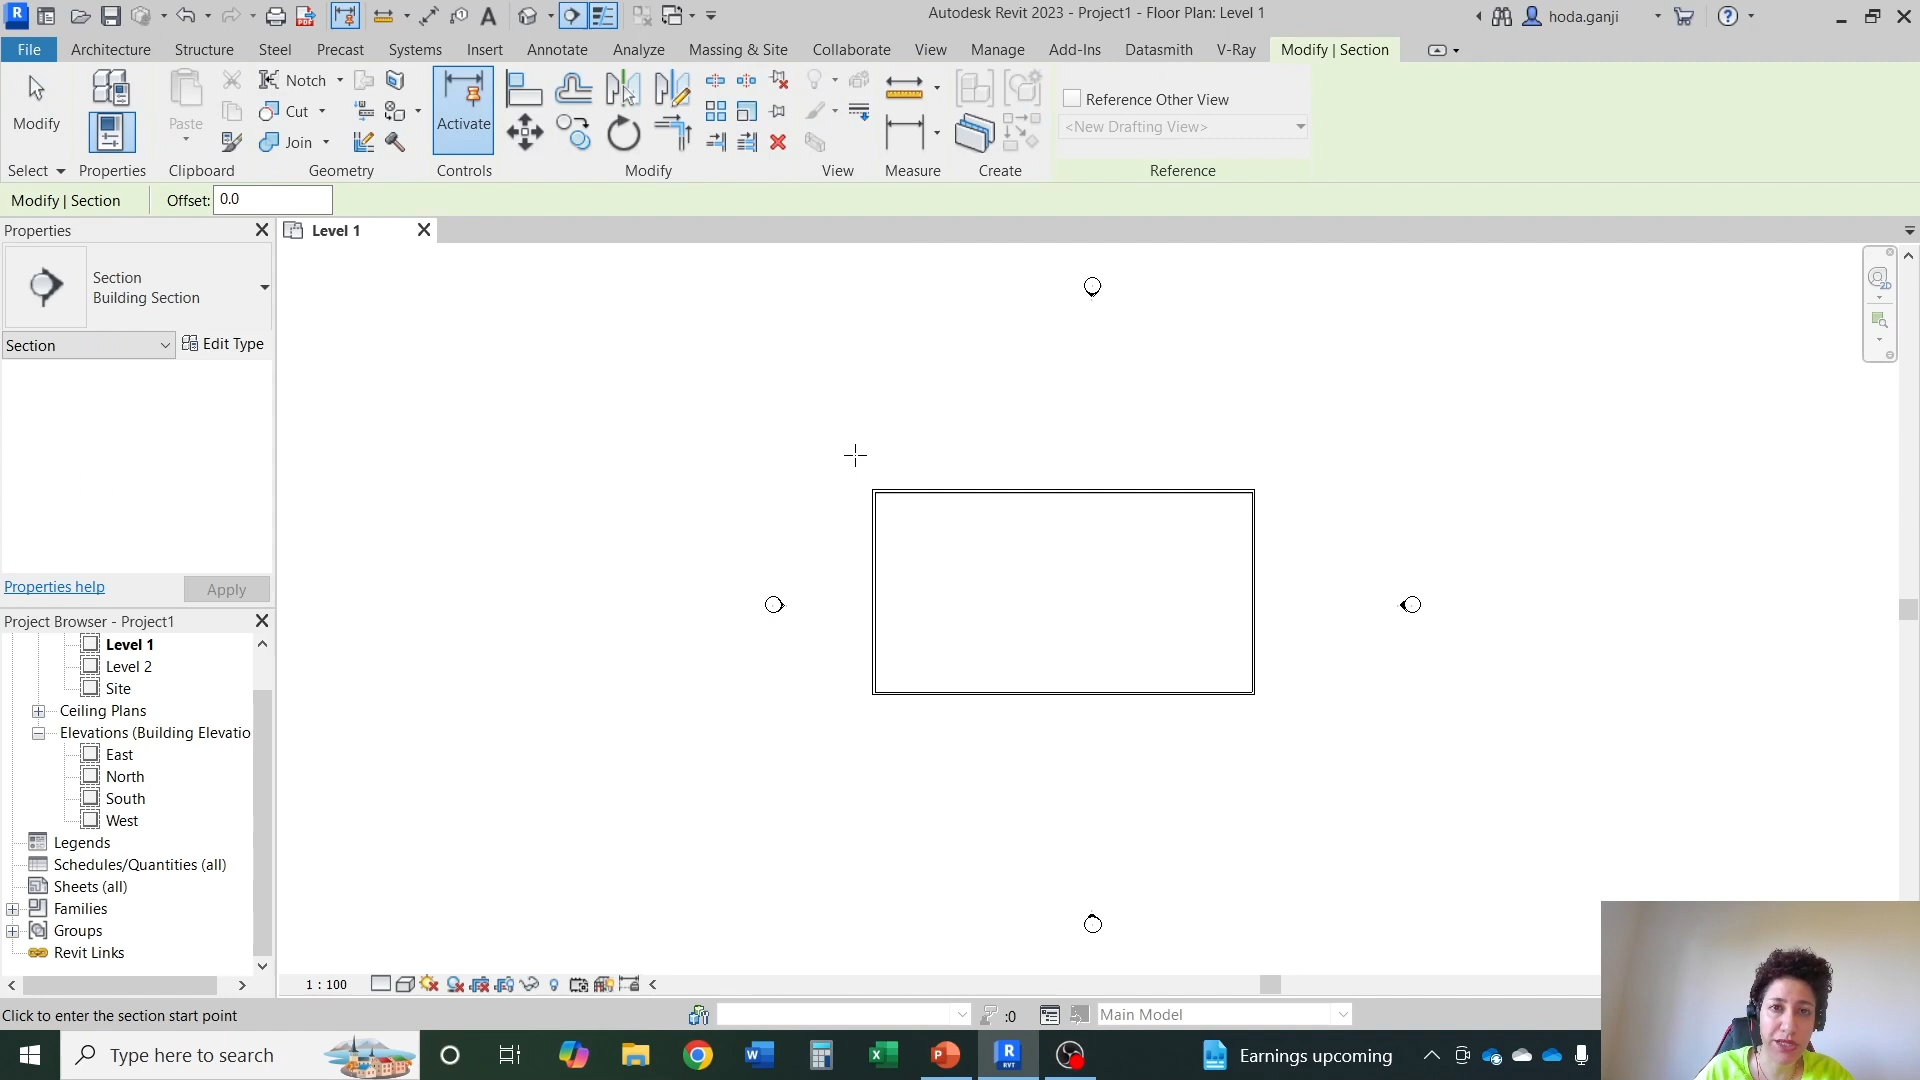 Autodesk Revit 2023 - Project1 - Floor Plan: Level 1
hoda.ganji
File
Architecture
Structure
Steel
Precast
Systems
Insert
Annotate
Analyze
Massing & Site
Collaborate
View
Manage
Add-Ins
Datasmith
V-Ray
Modify | Section
Modify
Paste
Notch
Cut
Join
Activate
Reference Other View
<New Drafting View>
Select
Properties
Clipboard
Geometry
Controls
Modify
View
Measure
Create
Reference
Modify | Section
Offset: 0.0
Properties
Level 1
Section
Building Section
Section
Edit Type
2D
Properties help
Apply
Project Browser - Project1
Level 1
Level 2
Site
Ceiling Plans
Elevations (Building Elevatio
East
North
South
West
Legends
Schedules/Quantities (all)
Sheets (all)
Families
Groups
Revit Links
1 : 100
Click to enter the section start point
:0
Main Model
Type here to search
Earnings upcoming